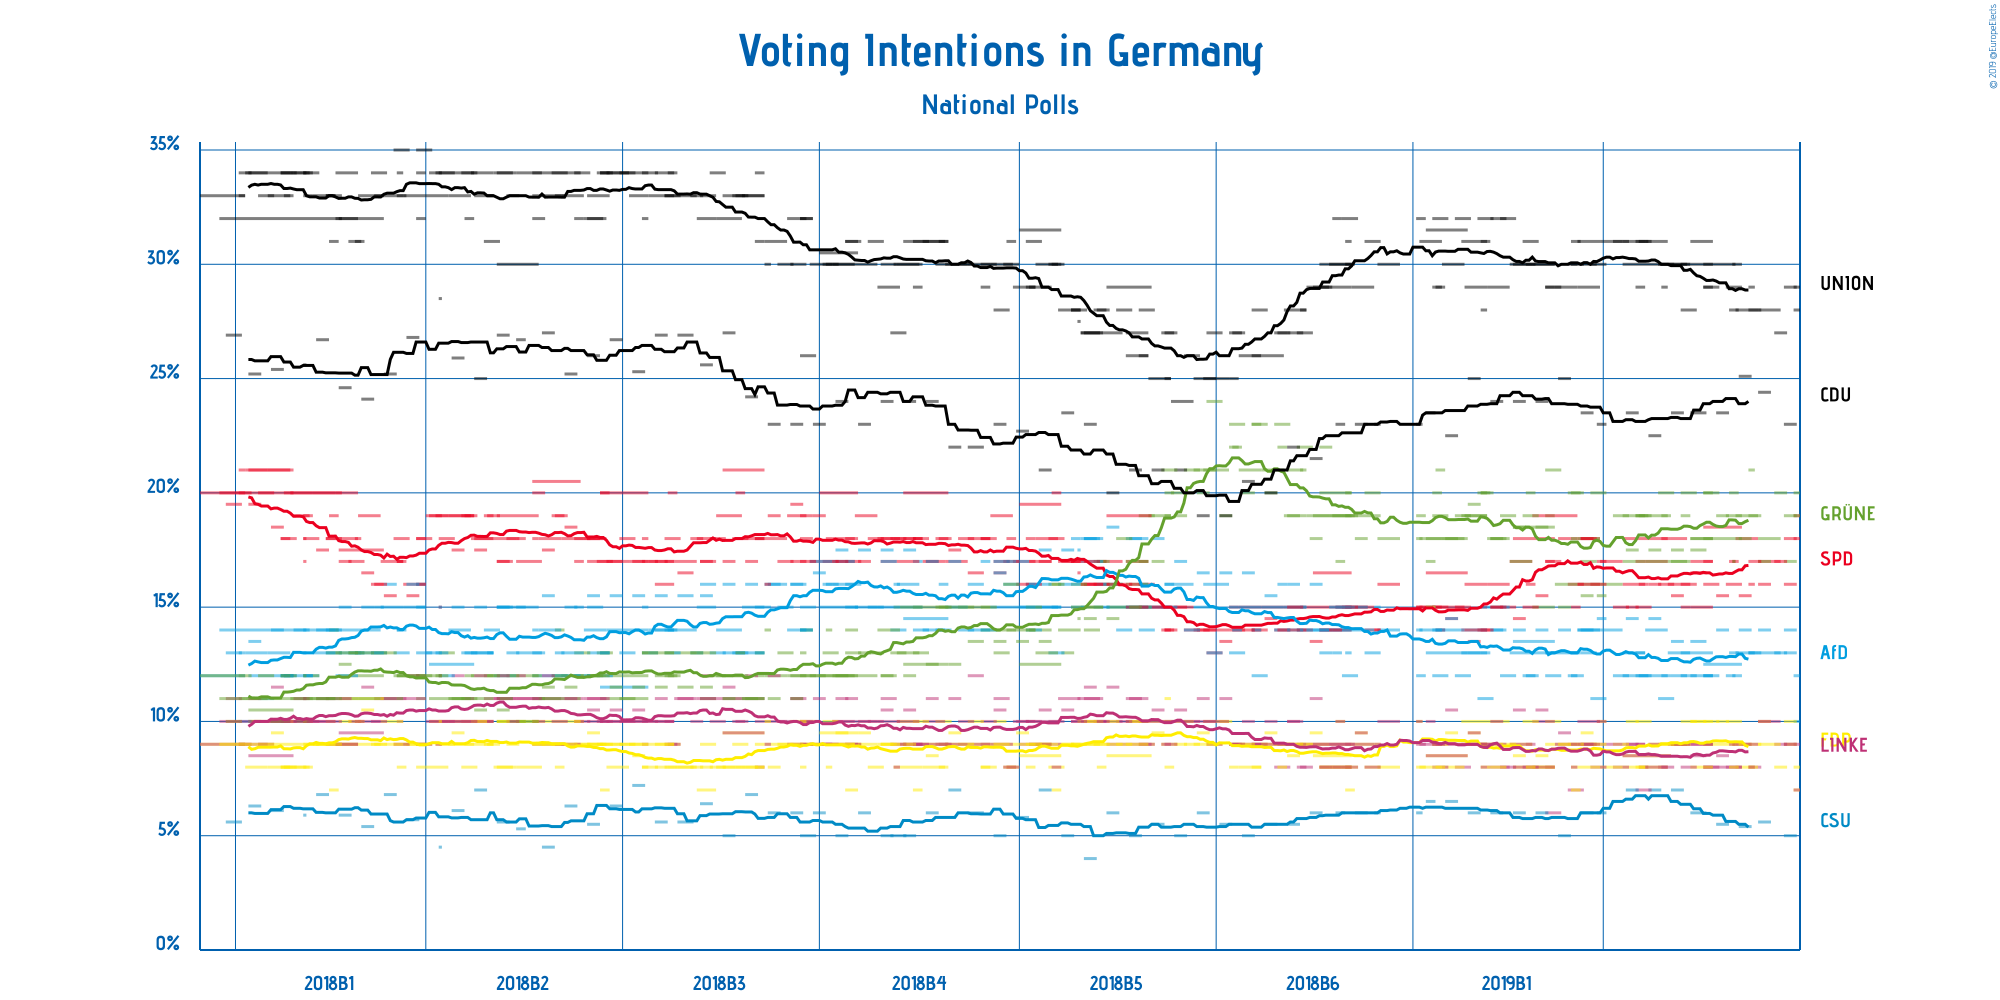 © 2019 @EuropeElects
Voting Intentions in Germany
National Polls
35%
30%
25%
20%
15%
10%
5%
0%
UNION
CDU
GRÜNE
SPD
AfD
FDP
LINKE
CSU
2018B1
2018B2
2018B3
2018B4
2018B5
2018B6
2019B1